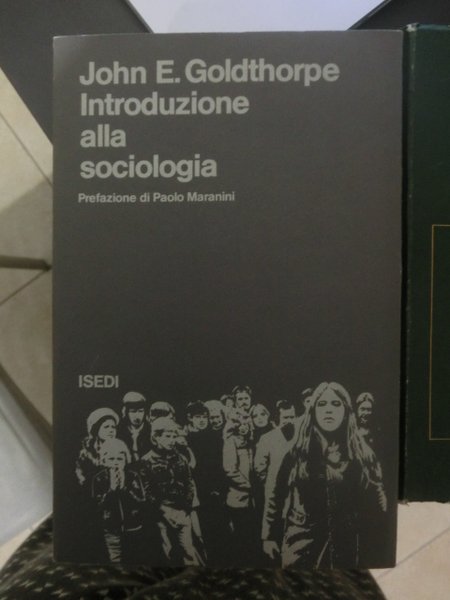 John E. Goldthorpe
Introduzione
alla
sociologia
Prefazione di Paolo Maranini
ISEDI